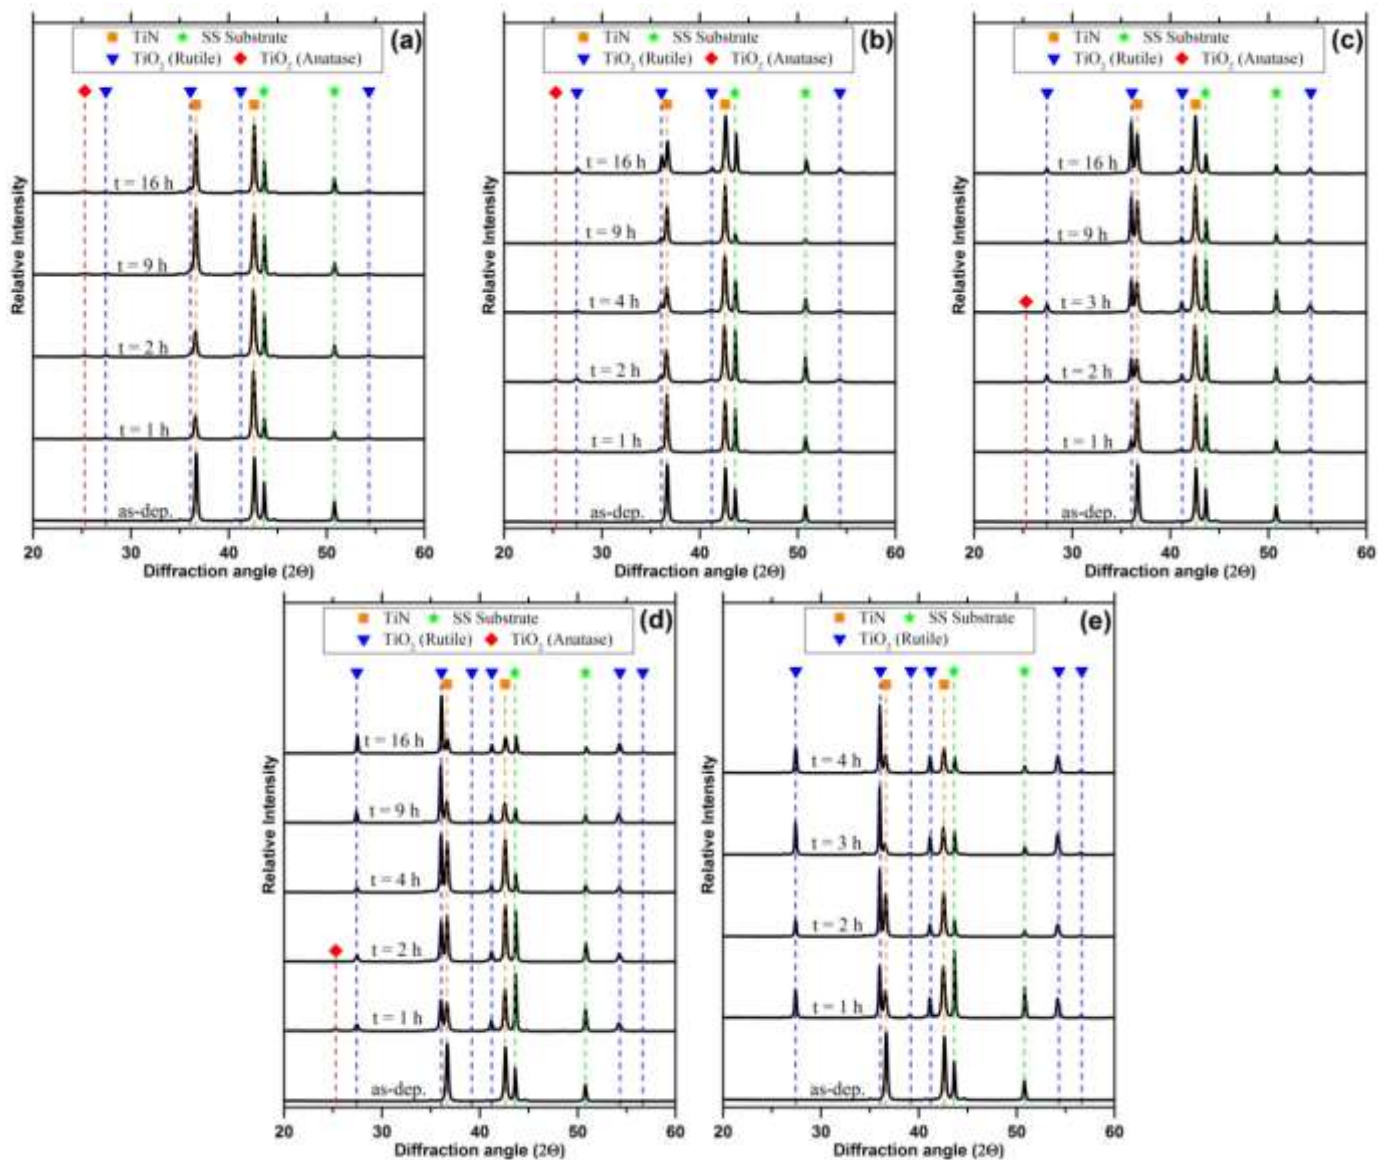 (a)
TiN SS Substrate
TiO2 (Rutile) TiO2 (Anatase)
Relative Intensity
t = 16 h
t = 9 h
t = 2 h
t = 1 h
as-dep.
20 30 40 50 60
Diffraction angle (2Θ)
(b)
TiN SS Substrate
TiO2 (Rutile) TiO2 (Anatase)
Relative Intensity
t = 16 h
t = 9 h
t = 4 h
t = 2 h
t = 1 h
as-dep.
20 30 40 50 60
Diffraction angle (2Θ)
(c)
TiN SS Substrate
TiO2 (Rutile) TiO2 (Anatase)
Relative Intensity
t = 16 h
t = 9 h
t = 3 h
t = 2 h
t = 1 h
as-dep.
20 30 40 50 60
Diffraction angle (2Θ)
(d)
TiN SS Substrate
TiO2 (Rutile) TiO2 (Anatase)
Relative Intensity
t = 16 h
t = 9 h
t = 4 h
t = 2 h
t = 1 h
as-dep.
20 30 40 50 60
Diffraction angle (2Θ)
(e)
TiN SS Substrate
TiO2 (Rutile)
Relative Intensity
t = 4 h
t = 3 h
t = 2 h
t = 1 h
as-dep.
20 30 40 50 60
Diffraction angle (2Θ)